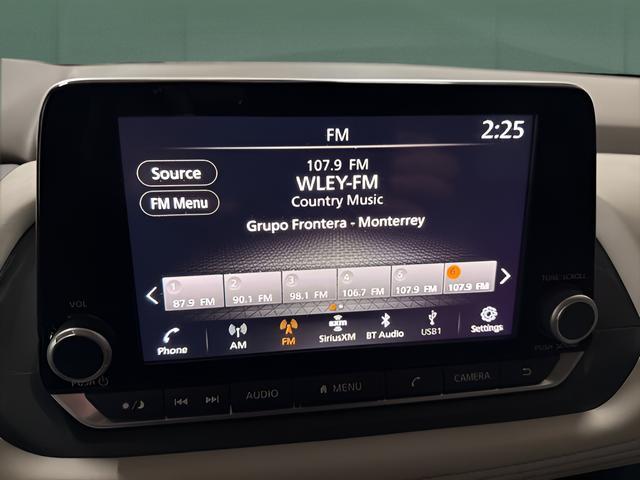 FM
2:25
Source
107.9 FM
WLEY-FM
FM Menu
Country Music
Grupo Frontera - Monterrey
1 2 3 4 5 6
87.9 FM 90.1 FM 98.1 FM 106.7 FM 107.9 FM 107.9 FM
Phone AM FM SiriusXM BT Audio USB1 Settings
VOL
TUNE·SCROLL
PUSH
PUSH
AUDIO MENU CAMERA